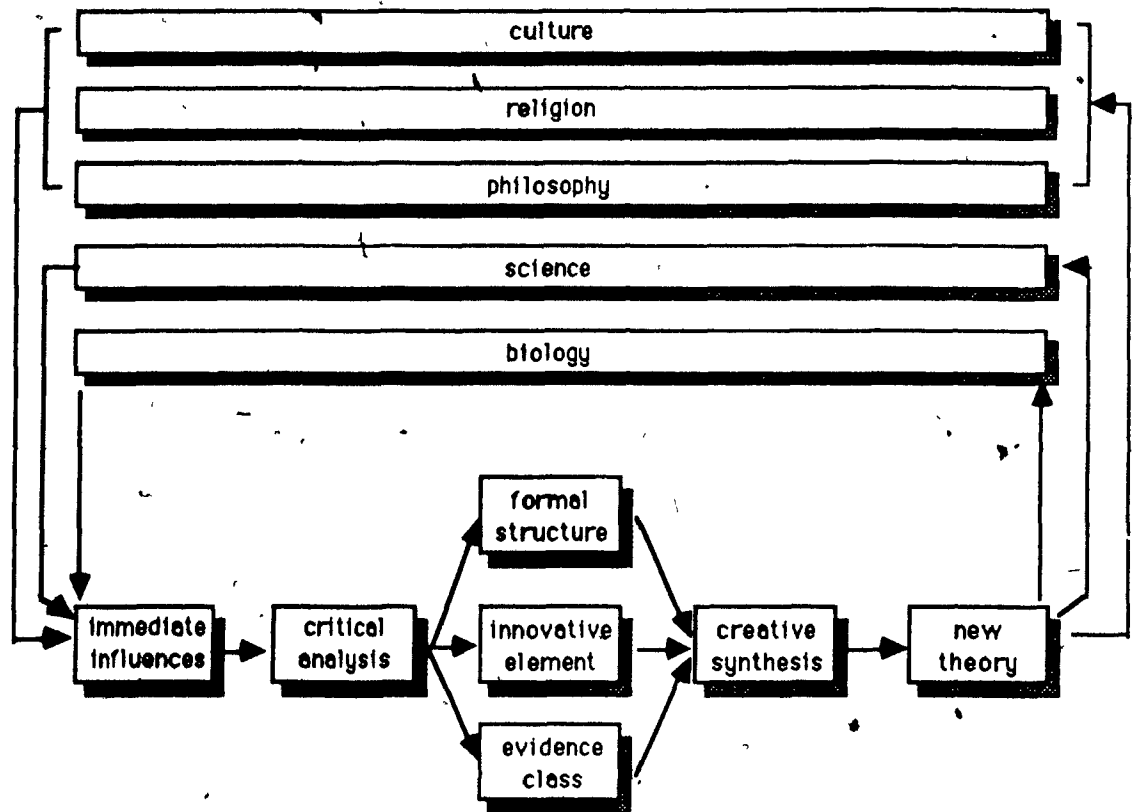 culture
religion
philosophy
science
biology
formal
structure
immediate
influences
critical
analysis
innovative
element
creative
synthesis
new
theory
evidence
class